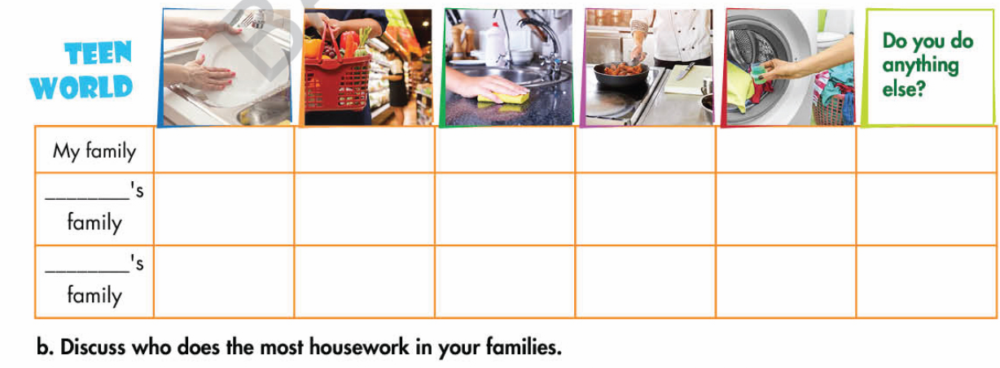 TEEN
WORLD
Do you do
anything
else?
My family
________'s
family
________'s
family
b. Discuss who does the most housework in your families.